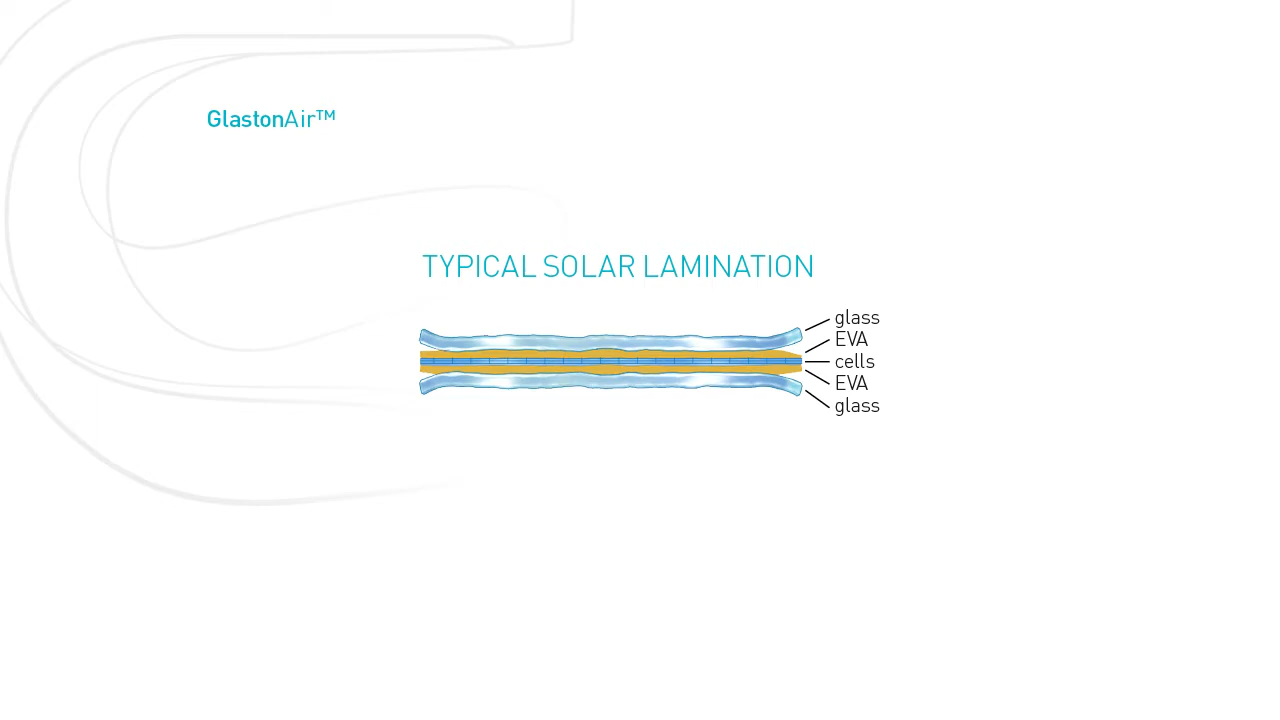 GlastonAir™
TYPICAL SOLAR LAMINATION
glass
EVA
cells
EVA
glass